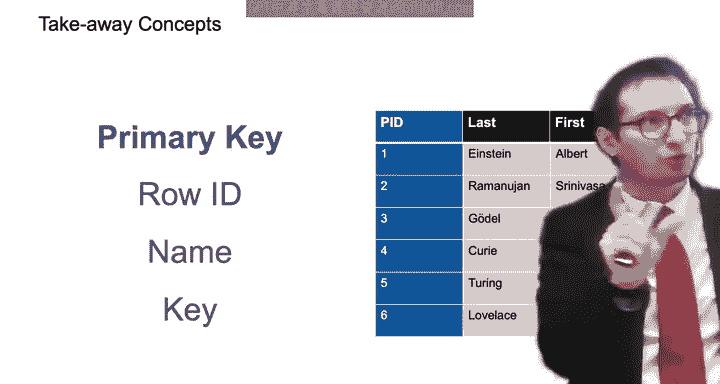 Take-away Concepts
Primary Key
Row ID
Name
Key
PID Last First
1 Einstein Albert
2 Ramanujan
3 Gödel
4 Curie
5 Turing
6 Lovelace